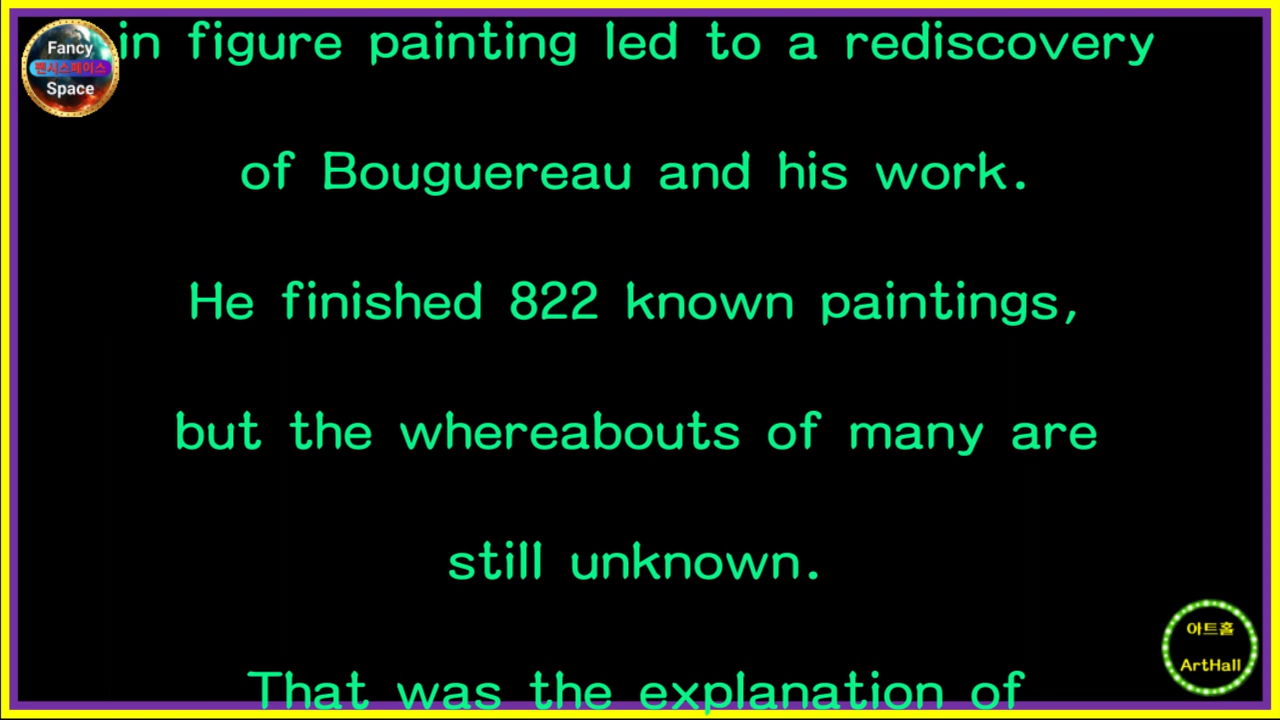 Fancy
팬시스페이스
Space
in figure painting led to a rediscovery
of Bouguereau and his work.
He finished 822 known paintings,
but the whereabouts of many are
still unknown.
That was the explanation of
아트홀
ArtHall